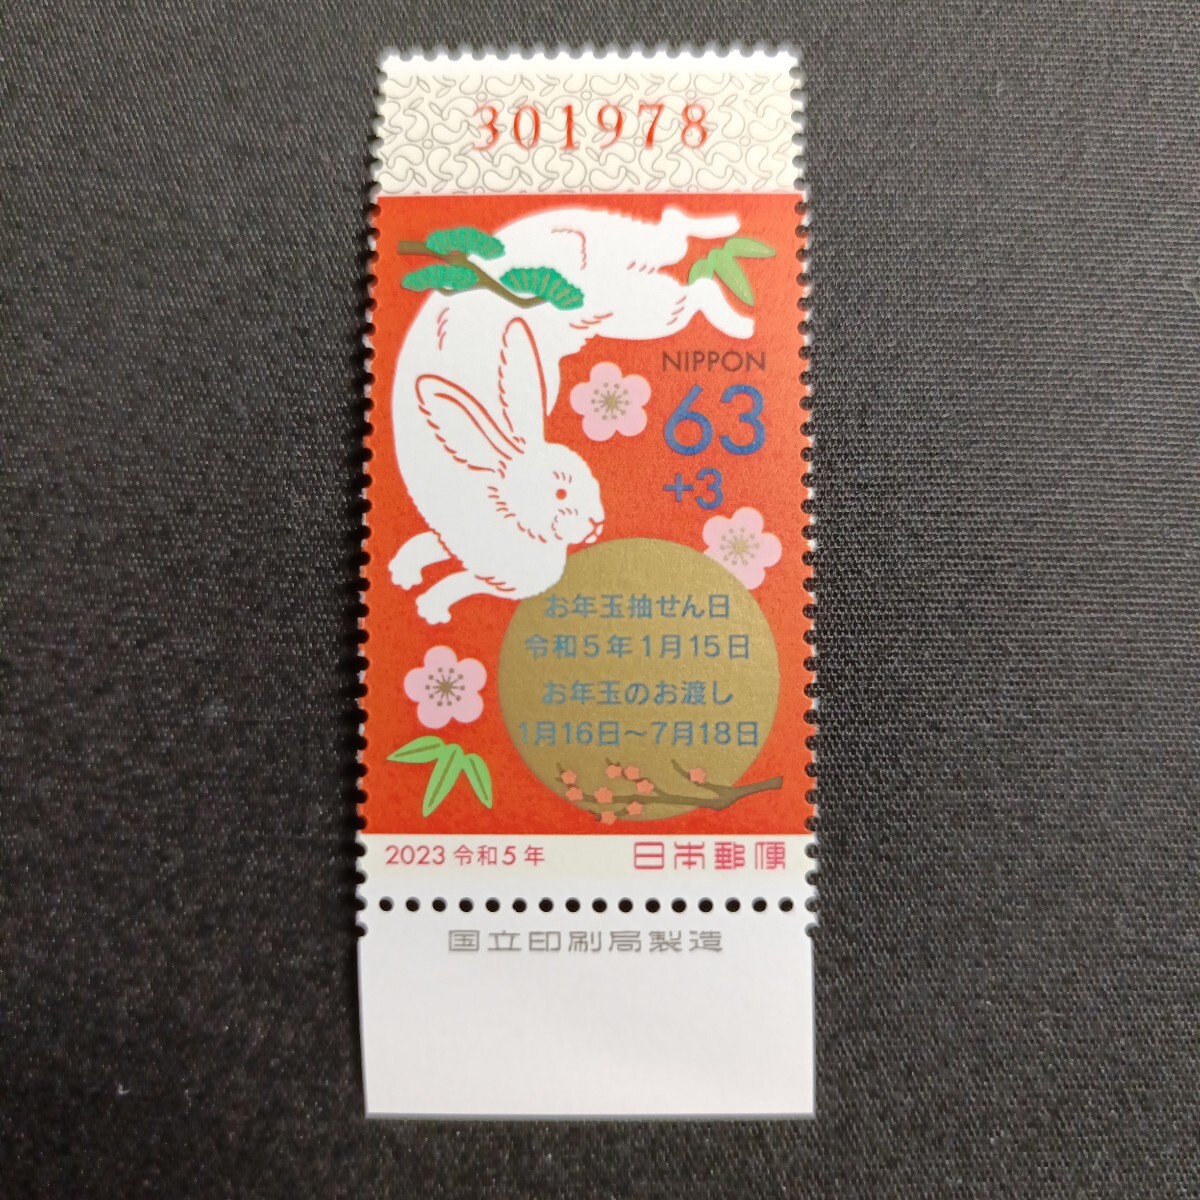 301978
NIPPON
63
+3
お年玉抽せん日
令和5年1月15日
お年玉のお渡し
1月16日～7月18日
2023 令和5年
日本郵便
国立印刷局製造